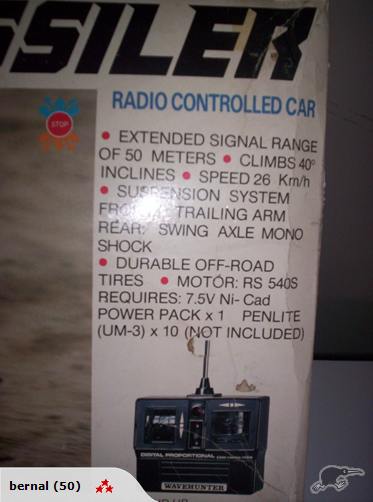 SSILER
RADIO CONTROLLED CAR
STOP
• EXTENDED SIGNAL RANGE
OF 50 METERS • CLIMBS 40°
INCLINES • SPEED 26 Km/h
• SUSPENSION SYSTEM
TRAILING ARM
REAR: SWING AXLE MONO
SHOCK
• DURABLE OFF-ROAD
TIRES • MOTOR: RS 540S
REQUIRES: 7.5V Ni-Cad
POWER PACK x 1 PENLITE
(UM-3) x 10 (NOT INCLUDED)
DIGITAL PROPORTIONAL
WAVEHUNTER
bernal (50)